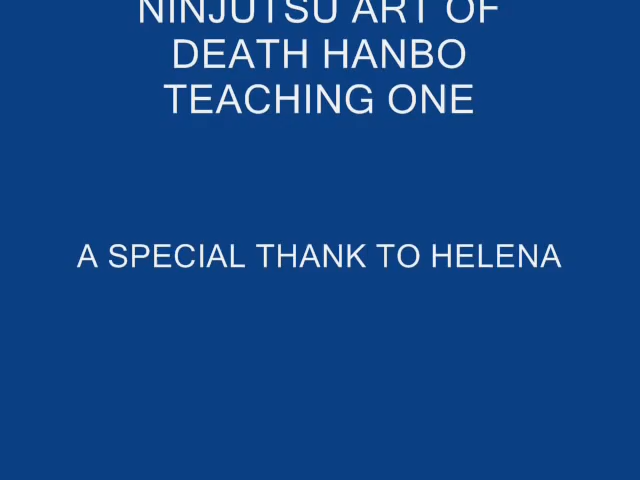 NINJUTSU ART OF
DEATH HANBO
TEACHING ONE
A SPECIAL THANK TO HELENA